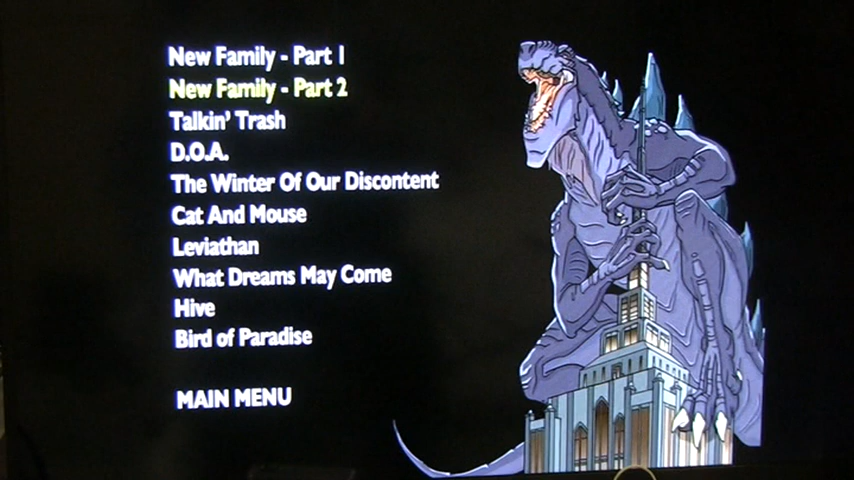 New Family - Part 1
New Family - Part 2
Talkin' Trash
D.O.A.
The Winter Of Our Discontent
Cat And Mouse
Leviathan
What Dreams May Come
Hive
Bird of Paradise
MAIN MENU